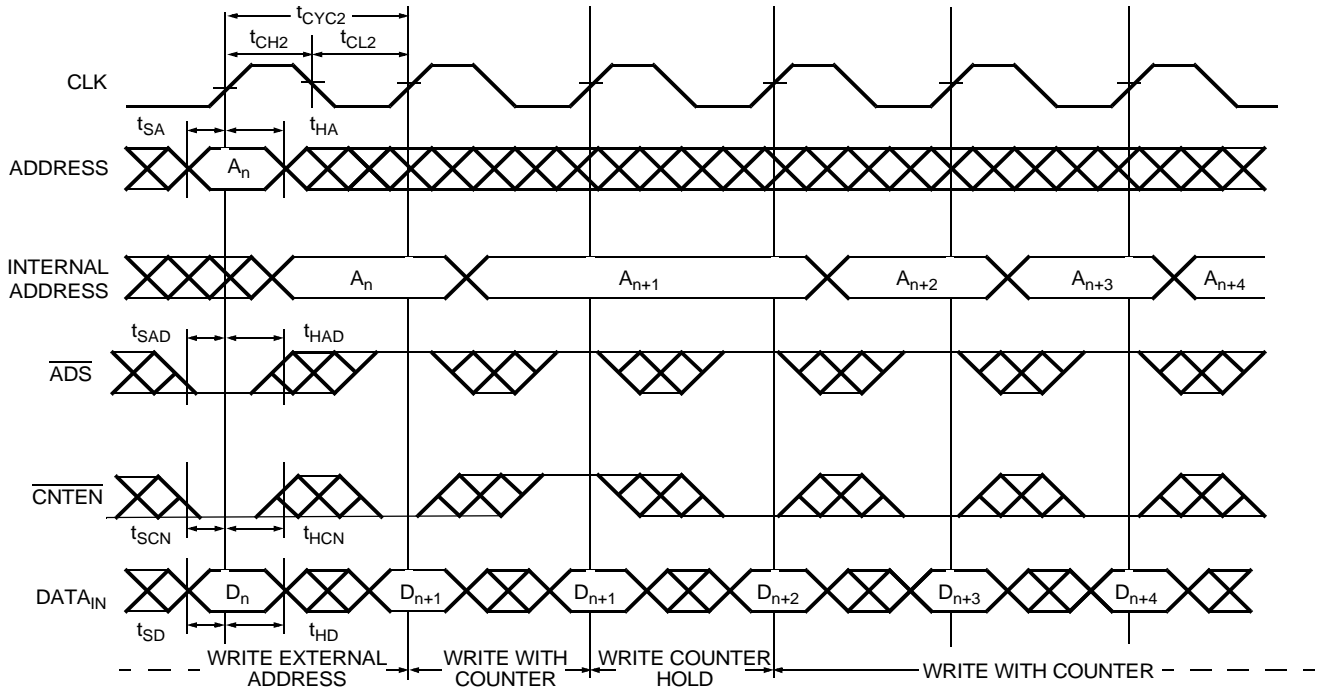 tCYC2
tCH2 tCL2
CLK
tSA tHA
ADDRESS An
INTERNAL
ADDRESS An An+1 An+2 An+3 An+4
tSAD tHAD
ADS
CNTEN
tSCN tHCN
DATAIN Dn Dn+1 Dn+1 Dn+2 Dn+3 Dn+4
tSD tHD
WRITE EXTERNAL
ADDRESS
WRITE WITH
COUNTER
WRITE COUNTER
HOLD
WRITE WITH COUNTER